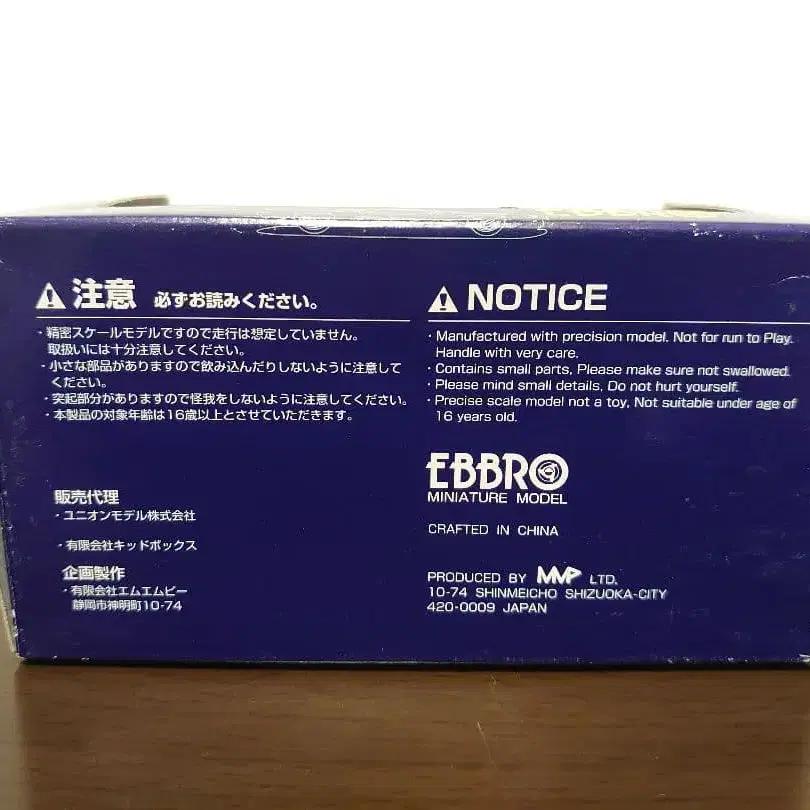 注意 必ずお読みください。
・精密スケールモデルですので走行は想定していません。
取扱いには十分注意してください。
・小さな部品がありますので飲み込んだりしないように注意して
ください。
・突起部分がありますので怪我をしないように注意してください。
・本製品の対象年齢は16歳以上とさせていただきます。
販売代理
・ユニオンモデル株式会社
・有限会社キッドボックス
企画製作
・有限会社エムエムピー
静岡市神明町10-74
NOTICE
・Manufactured with precision model. Not for run to Play.
Handle with very care.
・Contains small parts, Please make sure not swallowed.
・Please mind small details, Do not hurt yourself.
・Precise scale model not a toy, Not suitable under age of
16 years old.
EBBRO
MINIATURE MODEL
CRAFTED IN CHINA
PRODUCED BY MMP LTD.
10-74 SHINMEICHO SHIZUOKA-CITY
420-0009 JAPAN